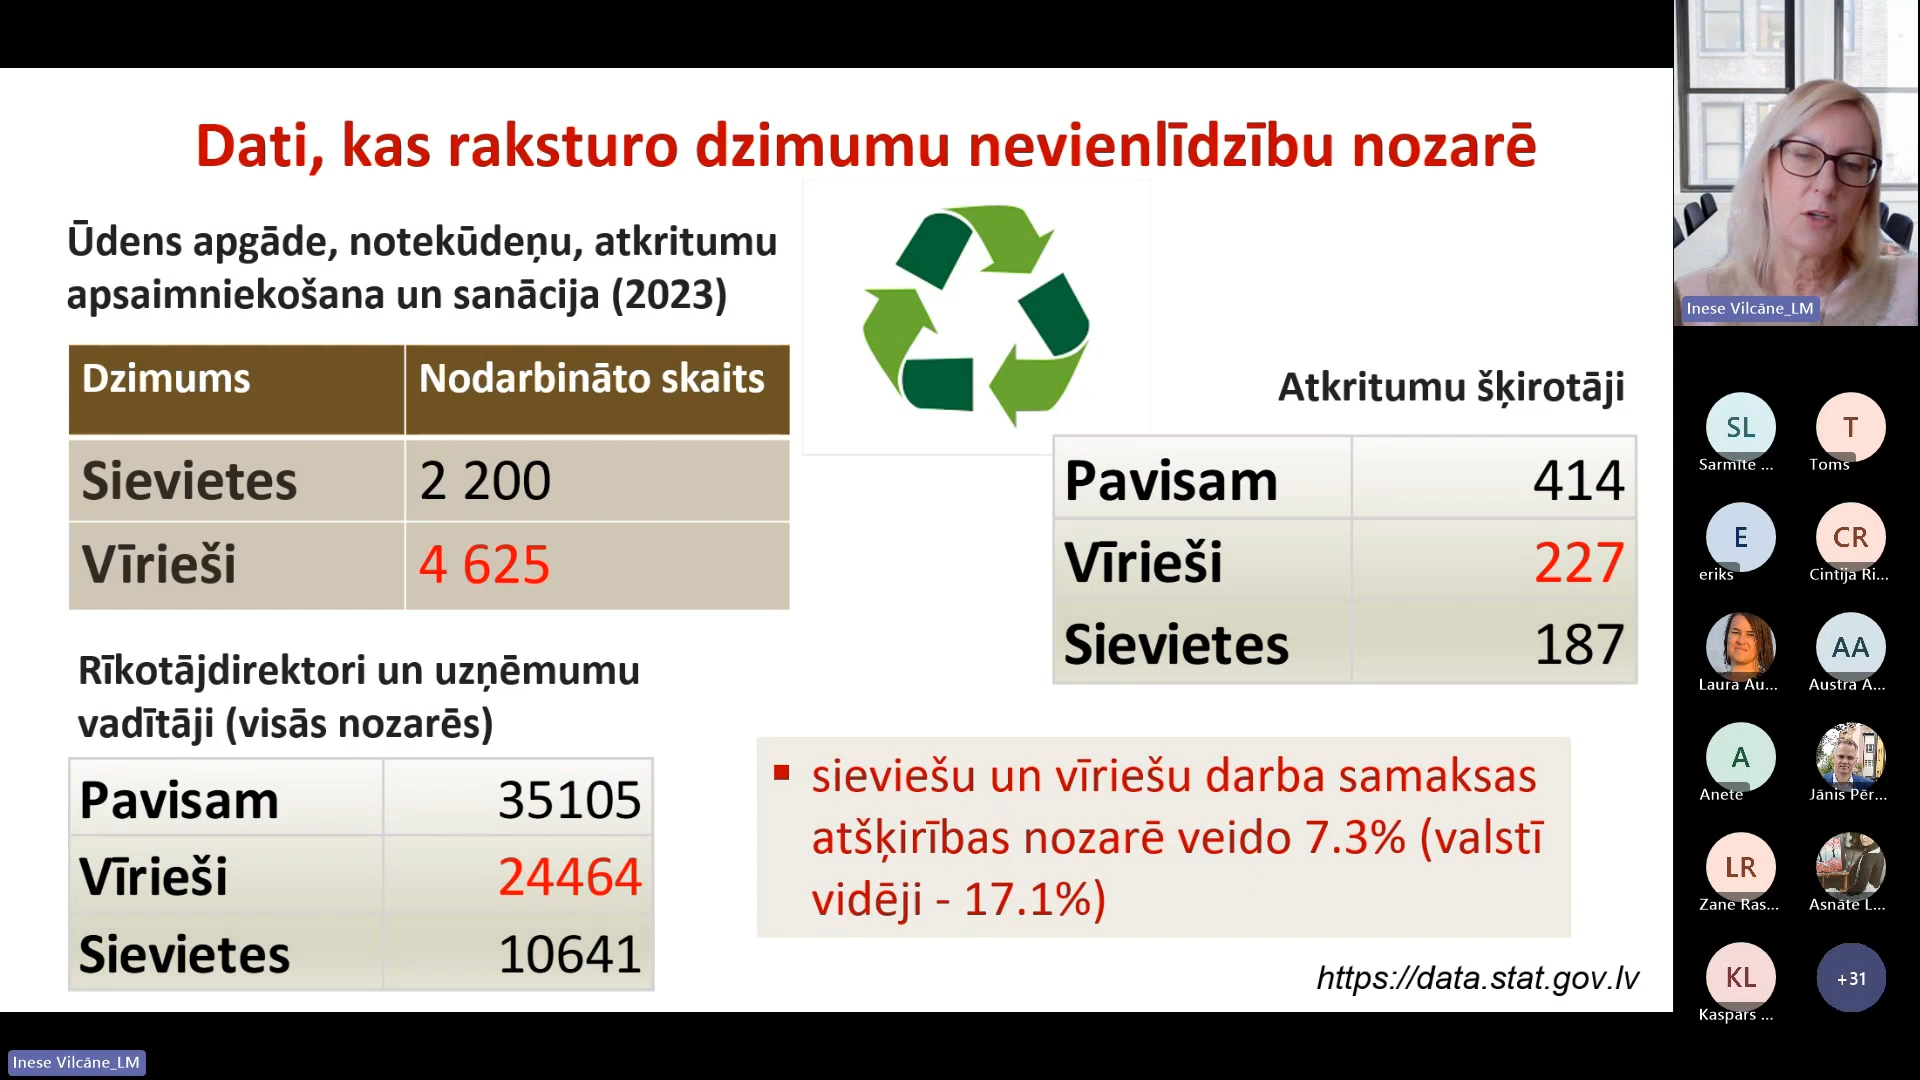 Dati, kas raksturo dzimumu nevienlīdzību nozarē
Ūdens apgāde, notekūdeņu, atkritumu
apsaimniekošana un sanācija (2023)
Dzimums Nodarbināto skaits
Sievietes 2 200
Vīrieši 4 625
Atkritumu šķirotāji
Pavisam 414
Vīrieši 227
Sievietes 187
Rīkotājdirektori un uzņēmumu
vadītāji (visās nozarēs)
Pavisam 35105
Vīrieši 24464
Sievietes 10641
▪ sieviešu un vīriešu darba samaksas
atšķirības nozarē veido 7.3% (valstī
vidēji - 17.1%)
https://data.stat.gov.lv
Inese Vilcāne_LM
SL T
Sarmīte ... Toms
E CR
eriks Cintija Ri...
AA
Laura Au... Austra A...
A
Anete Jānis Pēr...
LR
Zane Ras... Asnāte L...
KL +31
Kaspars ...
Inese Vilcāne_LM